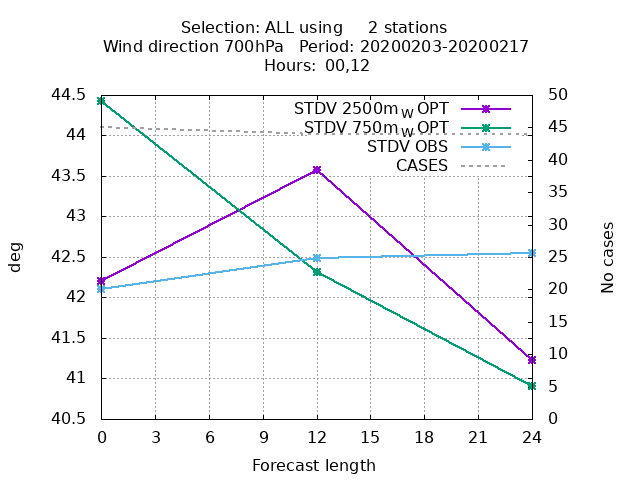 Selection: ALL using     2 stations
Wind direction 700hPa   Period: 20200203-20200217
Hours: 00,12
STDV 2500m_W OPT
STDV 750m_W OPT
STDV OBS
CASES
44.5
44
43.5
43
42.5
42
41.5
41
40.5
deg
50
45
40
35
30
25
20
15
10
5
0
No cases
0 3 6 9 12 15 18 21 24
Forecast length